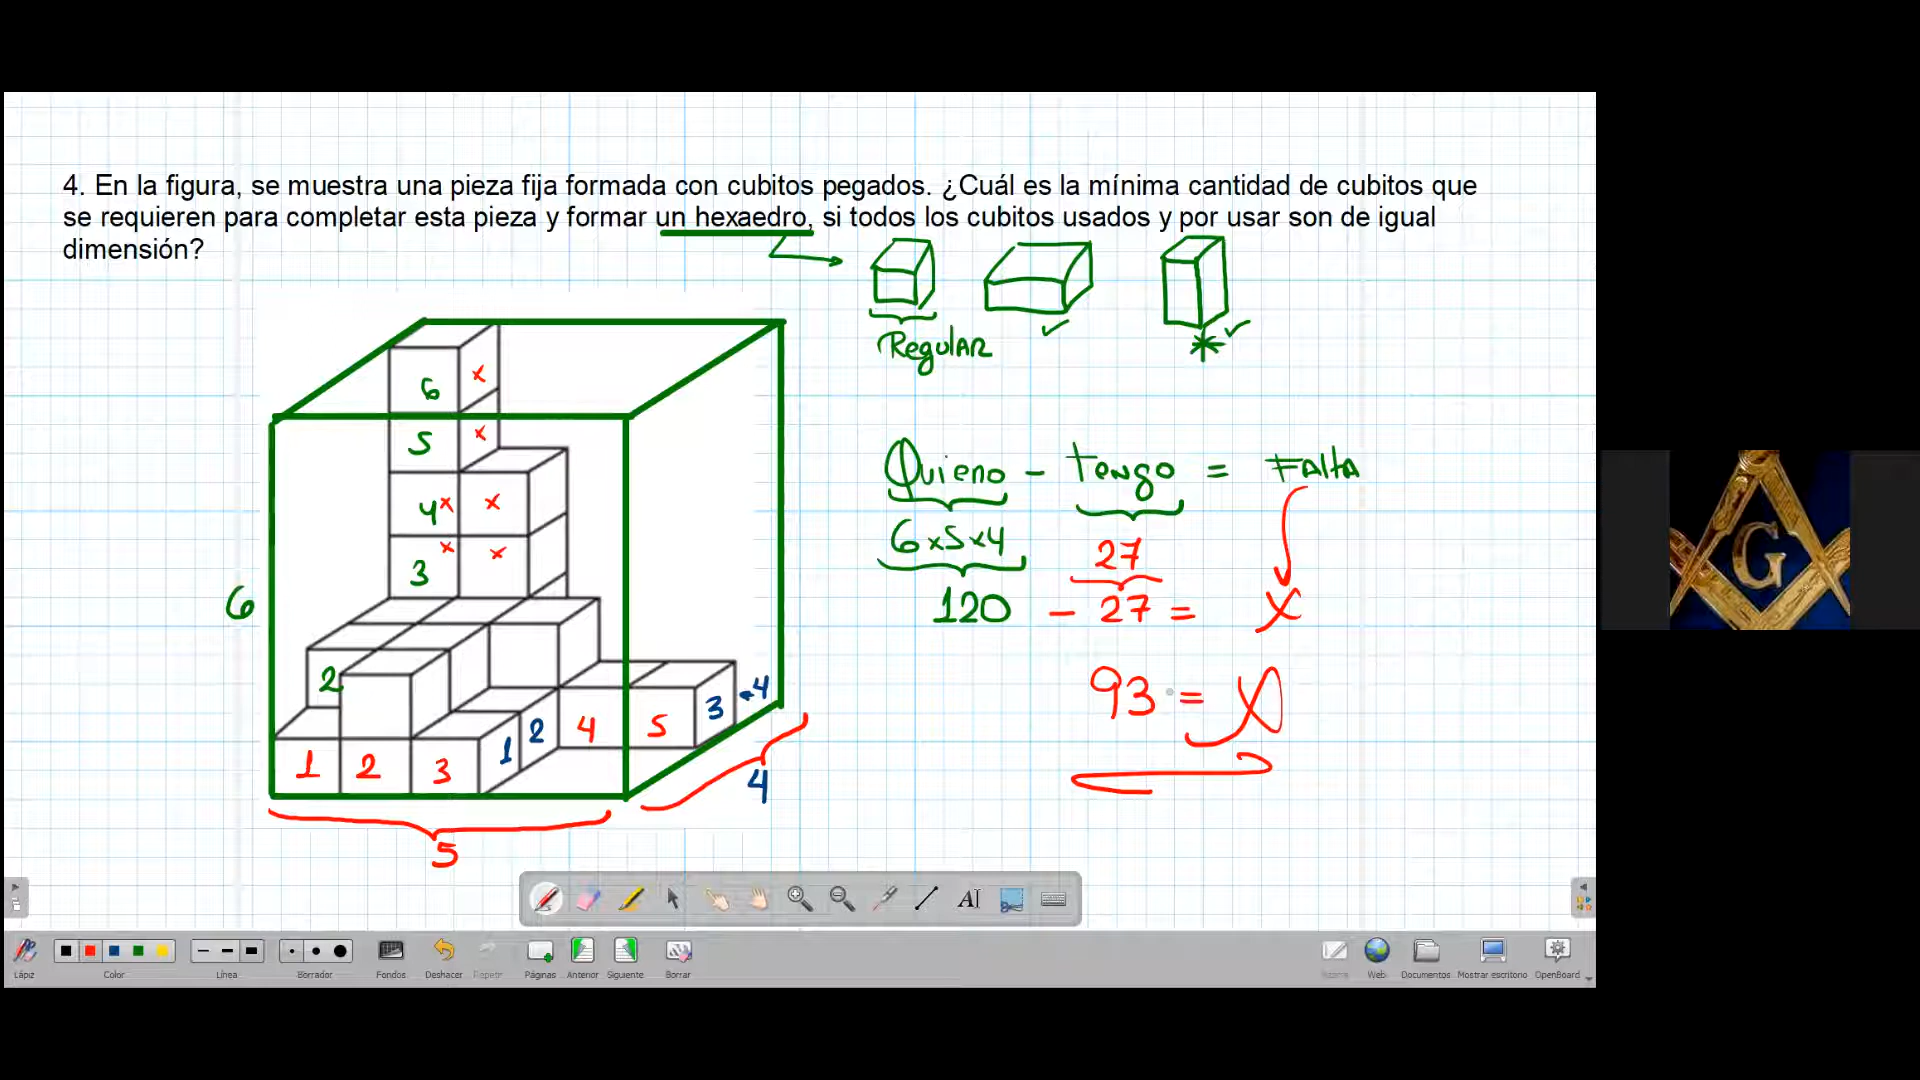 4. En la figura, se muestra una pieza fija formada con cubitos pegados. ¿Cuál es la mínima cantidad de cubitos que
se requieren para completar esta pieza y formar un hexaedro, si todos los cubitos usados y por usar son de igual
dimensión?
Regular
Quiero - tengo = Falta
6x5x4
27
120 - 27 = x
93 = x
6 x
5 x
4 x x
3 x x
6
2
1 2 3 1 2 4 5 3 4
5
4
G
Lápiz
Color
Línea
Borrador
Fondos
Deshacer
Repetir
Páginas
Anterior
Siguiente
Borrar
Web
Documentos
Mostrar escritorio
OpenBoard